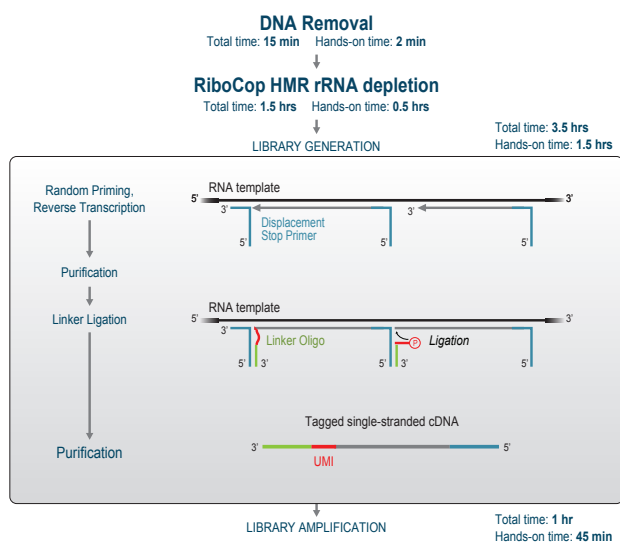 DNA Removal
Total time: 15 min Hands-on time: 2 min
RiboCop HMR rRNA depletion
Total time: 1.5 hrs Hands-on time: 0.5 hrs
Total time: 3.5 hrs
Hands-on time: 1.5 hrs
LIBRARY GENERATION
Random Priming,
Reverse Transcription
RNA template
5' 3'
3' 3'
Displacement
Stop Primer
5' 5' 5'
Purification
Linker Ligation
RNA template
5' 3'
3'
Linker Oligo
P Ligation
5' 3' 5' 3' 5'
Tagged single-stranded cDNA
Purification
3' 5'
UMI
LIBRARY AMPLIFICATION
Total time: 1 hr
Hands-on time: 45 min